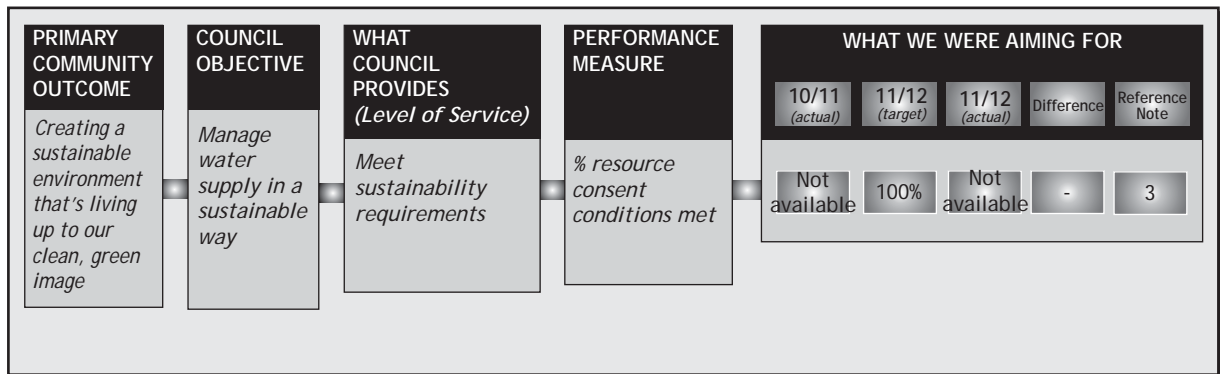 PRIMARY
COMMUNITY
OUTCOME
Creating a
sustainable
environment
that's living
up to our
clean, green
image
COUNCIL
OBJECTIVE
Manage
water
supply in a
sustainable
way
WHAT
COUNCIL
PROVIDES
(Level of Service)
Meet
sustainability
requirements
PERFORMANCE
MEASURE
% resource
consent
conditions met
WHAT WE WERE AIMING FOR
10/11
(actual)
11/12
(target)
11/12
(actual)
Difference
Reference
Note
Not
available
100%
Not
available
-
3